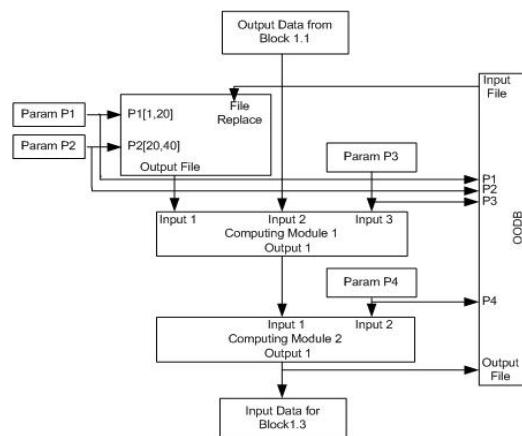 Output Data from
Block 1.1
Input
File
File
Replace
Param P1
P1[1,20]
Param P2
P2[20,40]
Output File
Param P3
P1
P2
P3
OODB
Input 1
Input 2
Input 3
Computing Module 1
Output 1
Param P4
P4
Input 1
Input 2
Computing Module 2
Output 1
Output
File
Input Data for
Block1.3